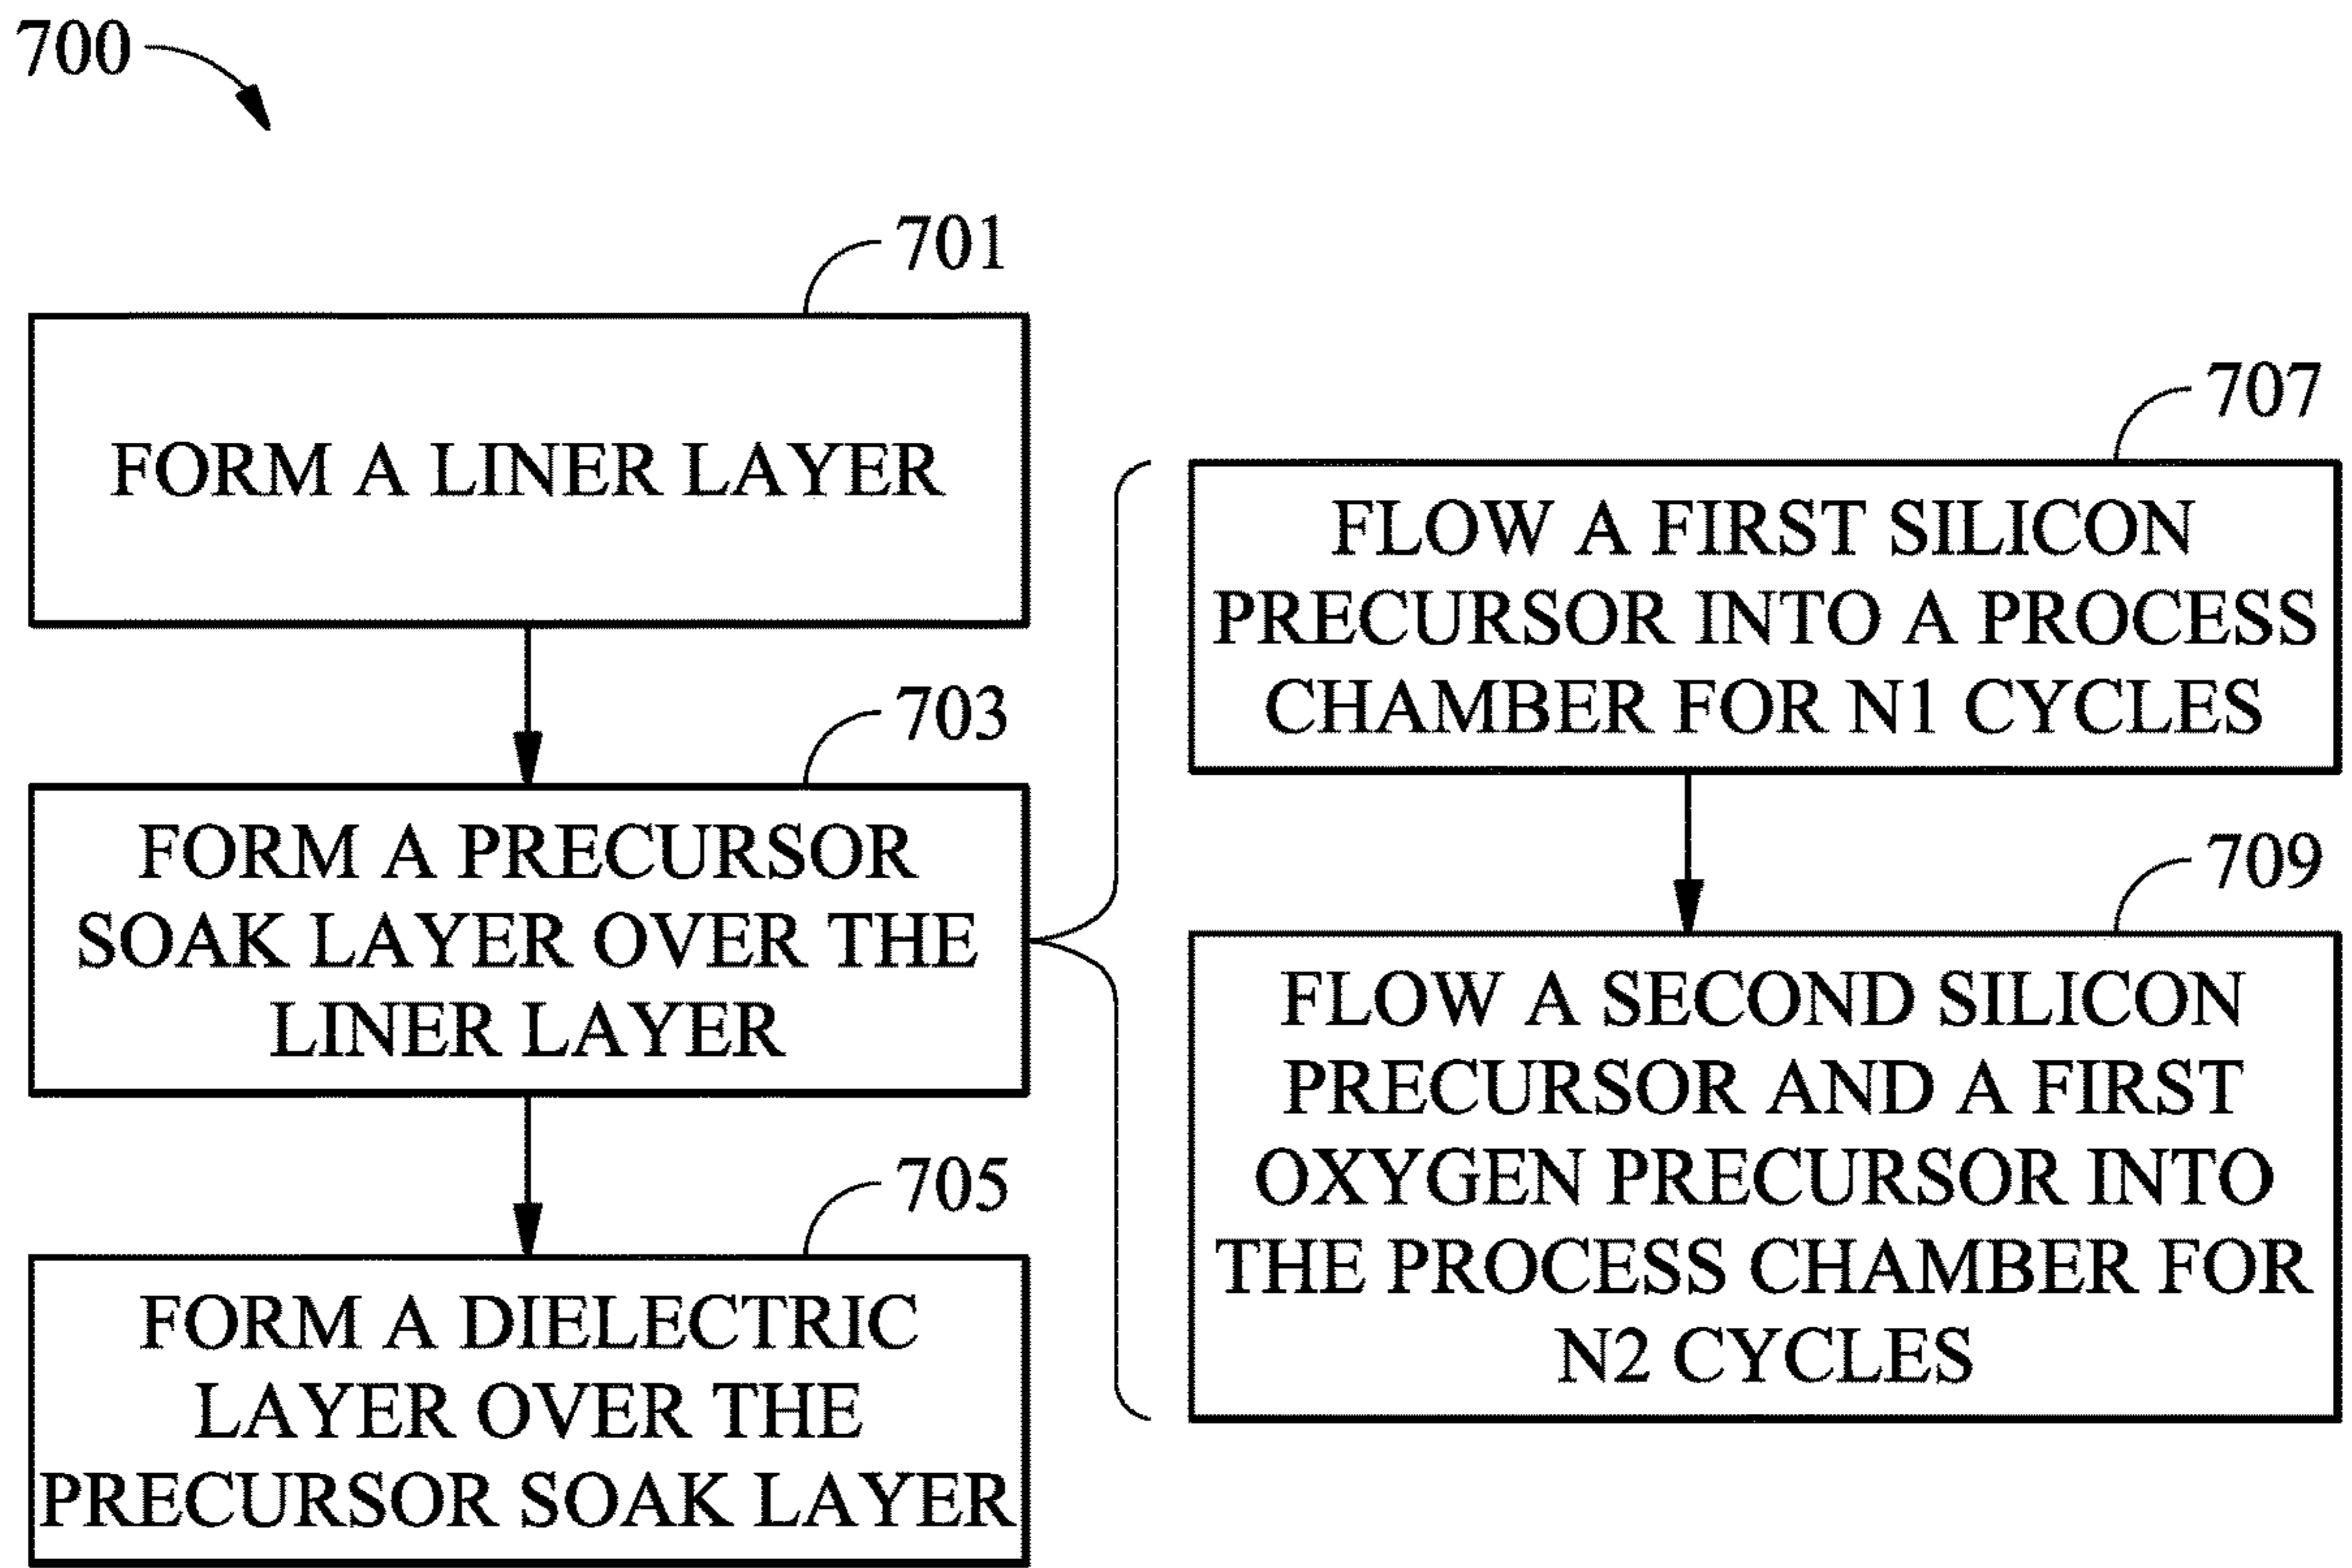 700
701
FORM A LINER LAYER
703
FORM A PRECURSOR
SOAK LAYER OVER THE
LINER LAYER
705
FORM A DIELECTRIC
LAYER OVER THE
PRECURSOR SOAK LAYER
707
FLOW A FIRST SILICON
PRECURSOR INTO A PROCESS
CHAMBER FOR N1 CYCLES
709
FLOW A SECOND SILICON
PRECURSOR AND A FIRST
OXYGEN PRECURSOR INTO
THE PROCESS CHAMBER FOR
N2 CYCLES